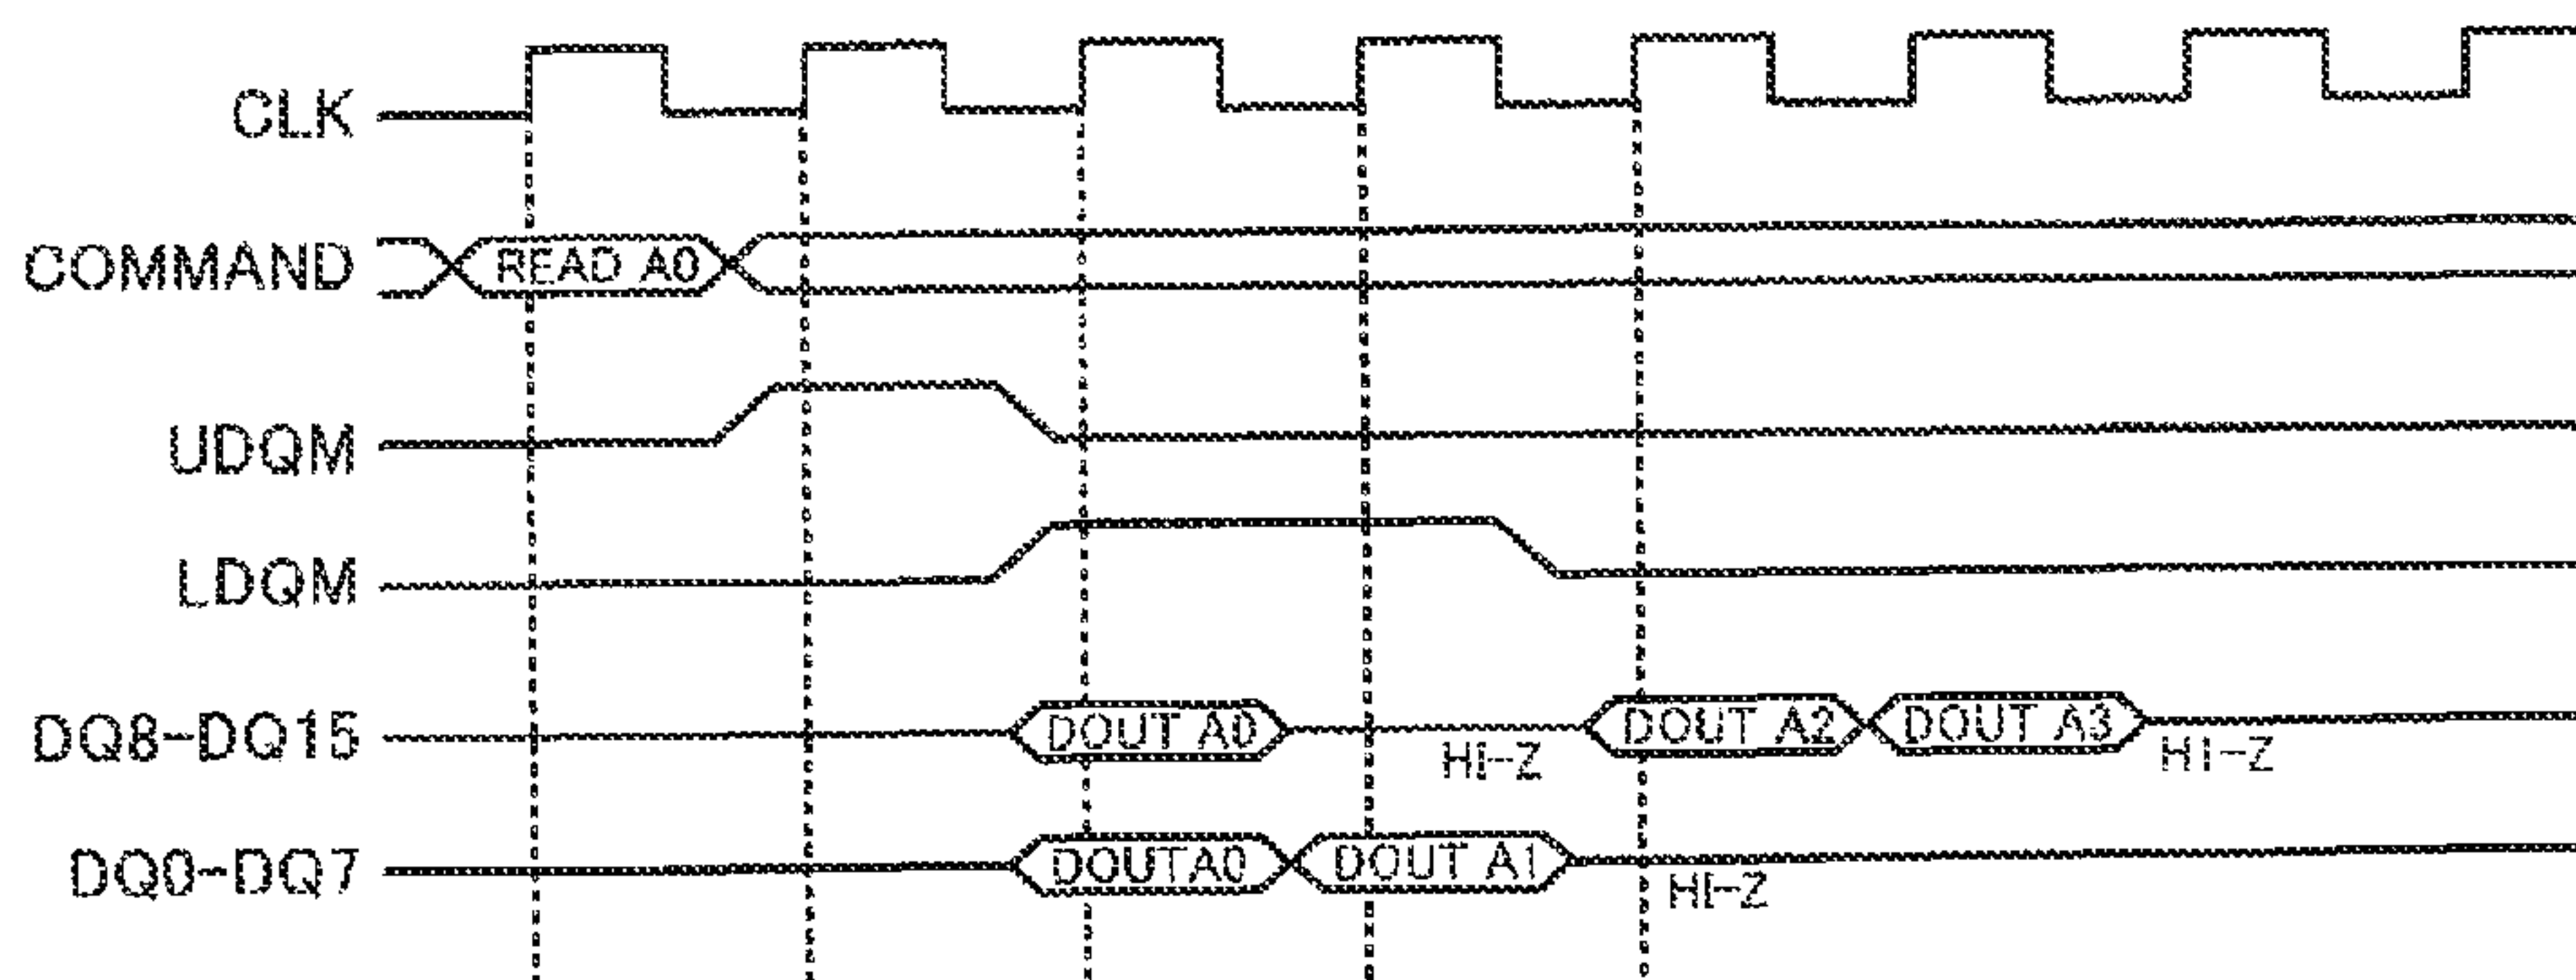 CLK
COMMAND READ A0
UDQM
LDQM
DQ8-DQ15 DOUT A0 HI-Z DOUT A2 DOUT A3 HI-Z
DQ0-DQ7 DOUTA0 DOUT A1 HI-Z